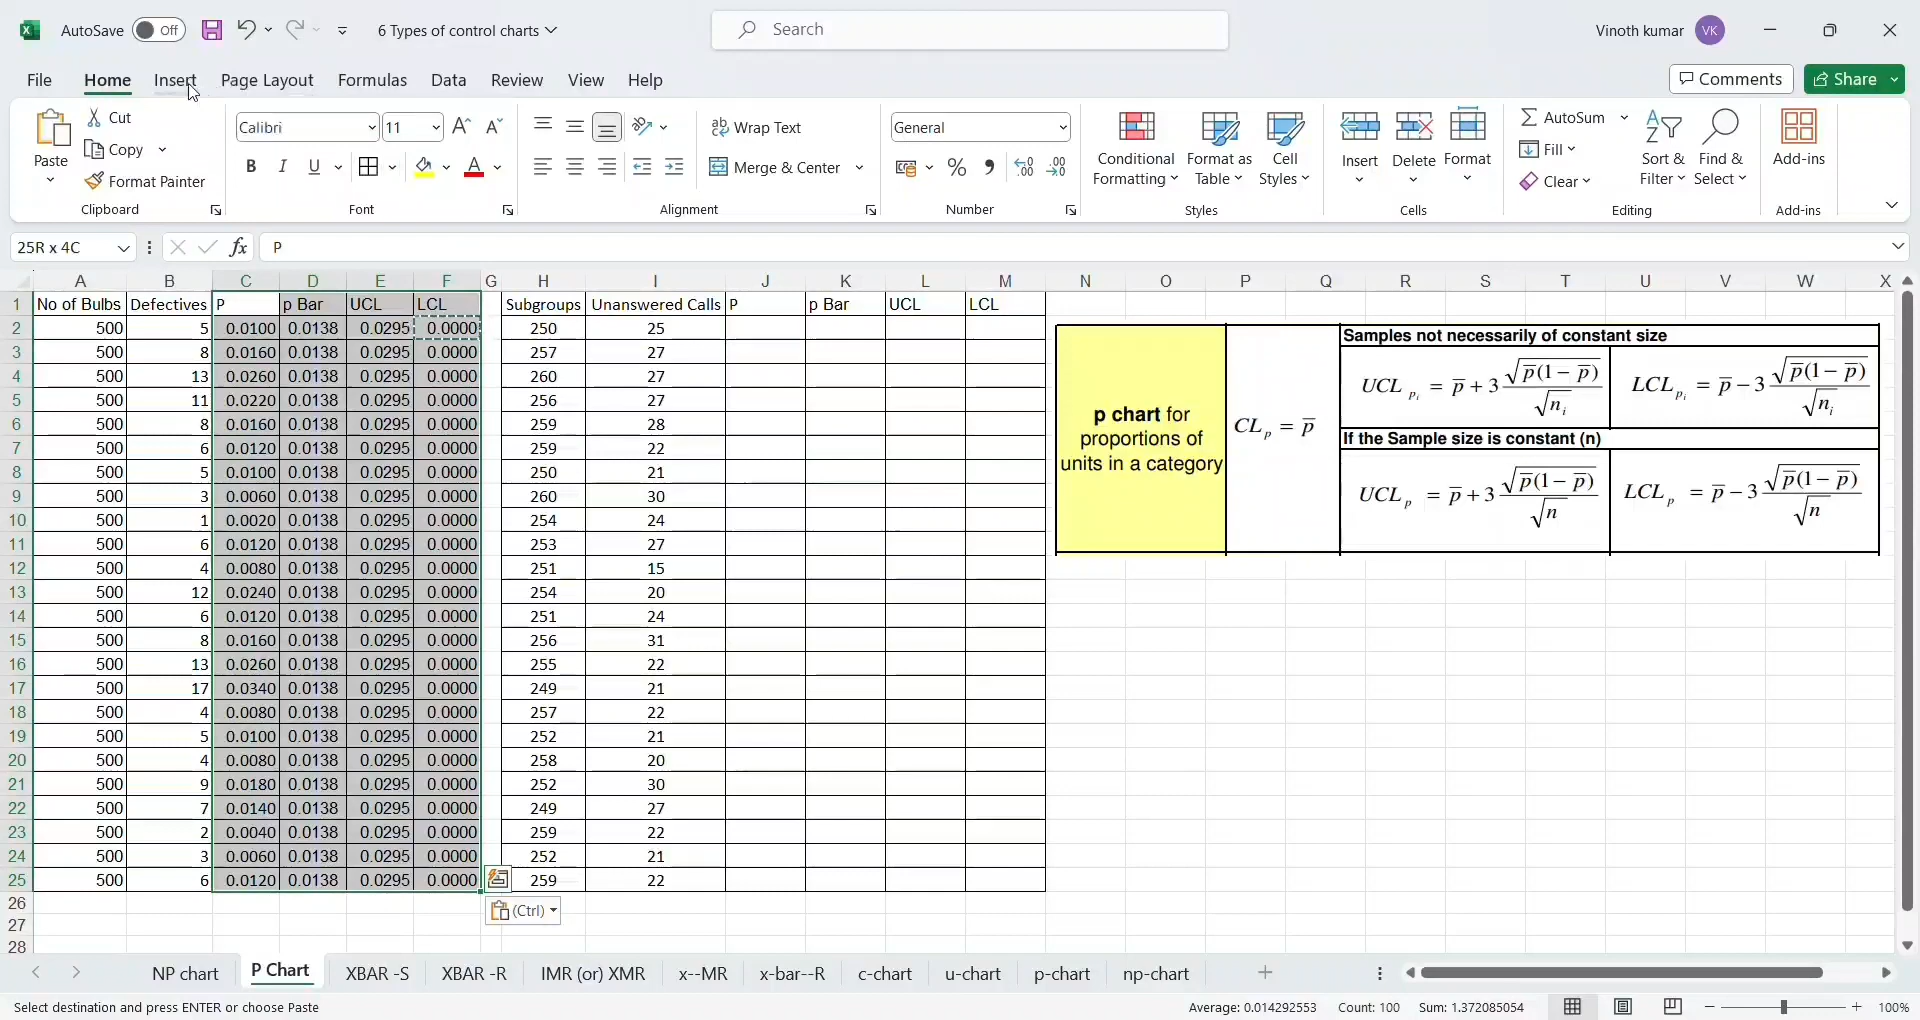 AutoSave Off 6 Types of control charts Search Vinoth kumar VK
File Home Insert Page Layout Formulas Data Review View Help Comments Share
Paste Cut Copy Format Painter Clipboard
Calibri 11 B I U A Font
Wrap Text Merge & Center Alignment
General % Number
Conditional Formatting Format as Table Cell Styles Styles
Insert Delete Format Cells
AutoSum Fill Clear Sort & Filter Find & Select Editing
Add-ins Add-ins
25R x 4C fx P
A B C D E F G H I J K L M N O P Q R S T U V W X
1 No of Bulbs Defectives P p Bar UCL LCL Subgroups Unanswered Calls P p Bar UCL LCL
2 500 5 0.0100 0.0138 0.0295 0.0000 250 25
3 500 8 0.0160 0.0138 0.0295 0.0000 257 27
4 500 13 0.0260 0.0138 0.0295 0.0000 260 27
5 500 11 0.0220 0.0138 0.0295 0.0000 256 27
6 500 8 0.0160 0.0138 0.0295 0.0000 259 28
7 500 6 0.0120 0.0138 0.0295 0.0000 259 22
8 500 5 0.0100 0.0138 0.0295 0.0000 250 21
9 500 3 0.0060 0.0138 0.0295 0.0000 260 30
10 500 1 0.0020 0.0138 0.0295 0.0000 254 24
11 500 6 0.0120 0.0138 0.0295 0.0000 253 27
12 500 4 0.0080 0.0138 0.0295 0.0000 251 15
13 500 12 0.0240 0.0138 0.0295 0.0000 254 20
14 500 6 0.0120 0.0138 0.0295 0.0000 251 24
15 500 8 0.0160 0.0138 0.0295 0.0000 256 31
16 500 13 0.0260 0.0138 0.0295 0.0000 255 22
17 500 17 0.0340 0.0138 0.0295 0.0000 249 21
18 500 4 0.0080 0.0138 0.0295 0.0000 257 22
19 500 5 0.0100 0.0138 0.0295 0.0000 252 21
20 500 4 0.0080 0.0138 0.0295 0.0000 258 20
21 500 9 0.0180 0.0138 0.0295 0.0000 252 30
22 500 7 0.0140 0.0138 0.0295 0.0000 249 27
23 500 2 0.0040 0.0138 0.0295 0.0000 259 22
24 500 3 0.0060 0.0138 0.0295 0.0000 252 21
25 500 6 0.0120 0.0138 0.0295 0.0000 259 22
26
27
28
(Ctrl)
p chart for
proportions of
units in a category
CLp = p̅
Samples not necessarily of constant size
UCL pᵢ = p̅ + 3 √p̅(1 − p̅) / √nᵢ LCL pᵢ = p̅ − 3 √p̅(1 − p̅) / √nᵢ
If the Sample size is constant (n)
UCL p = p̅ + 3 √p̅(1 − p̅) / √n LCL p = p̅ − 3 √p̅(1 − p̅) / √n
NP chart P Chart XBAR -S XBAR -R IMR (or) XMR x--MR x-bar--R c-chart u-chart p-chart np-chart
Select destination and press ENTER or choose Paste Average: 0.014292553 Count: 100 Sum: 1.372085054 100%